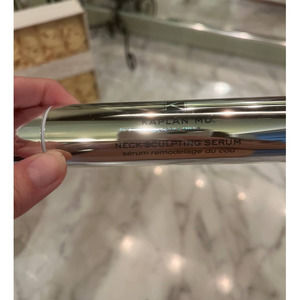 K
KAPLAN MD
NECK SCULPTING SERUM
sérum remodelage du cou